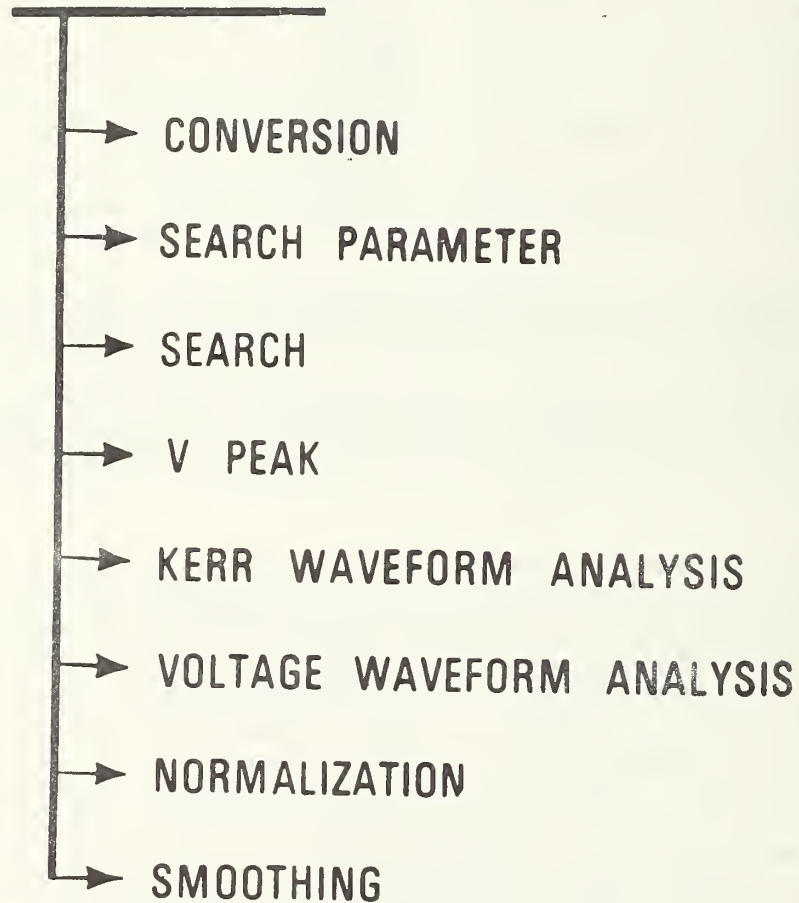 CONVERSION
SEARCH PARAMETER
SEARCH
V PEAK
KERR WAVEFORM ANALYSIS
VOLTAGE WAVEFORM ANALYSIS
NORMALIZATION
SMOOTHING